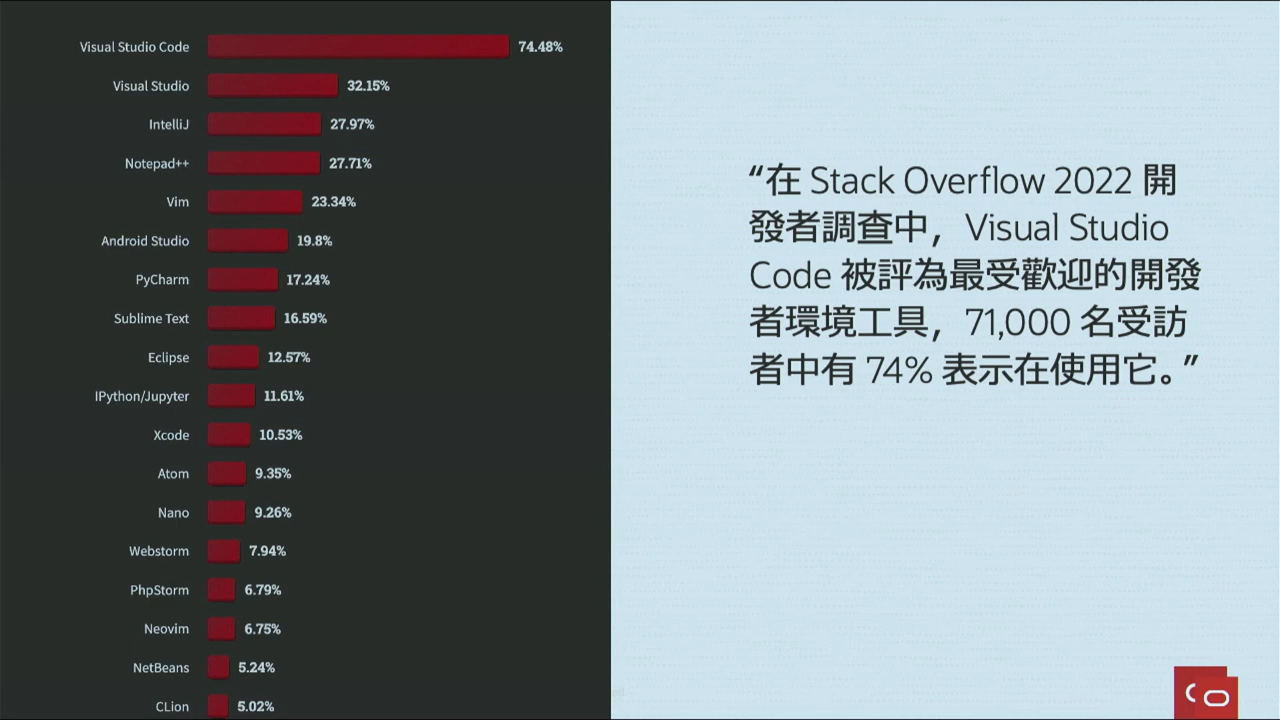 Visual Studio Code 74.48%
Visual Studio 32.15%
IntelliJ 27.97%
Notepad++ 27.71%
Vim 23.34%
Android Studio 19.8%
PyCharm 17.24%
Sublime Text 16.59%
Eclipse 12.57%
IPython/Jupyter 11.61%
Xcode 10.53%
Atom 9.35%
Nano 9.26%
Webstorm 7.94%
PhpStorm 6.79%
Neovim 6.75%
NetBeans 5.24%
CLion 5.02%
“在 Stack Overflow 2022 開
發者調查中，Visual Studio
Code 被評為最受歡迎的開發
者環境工具，71,000 名受訪
者中有 74% 表示在使用它。”